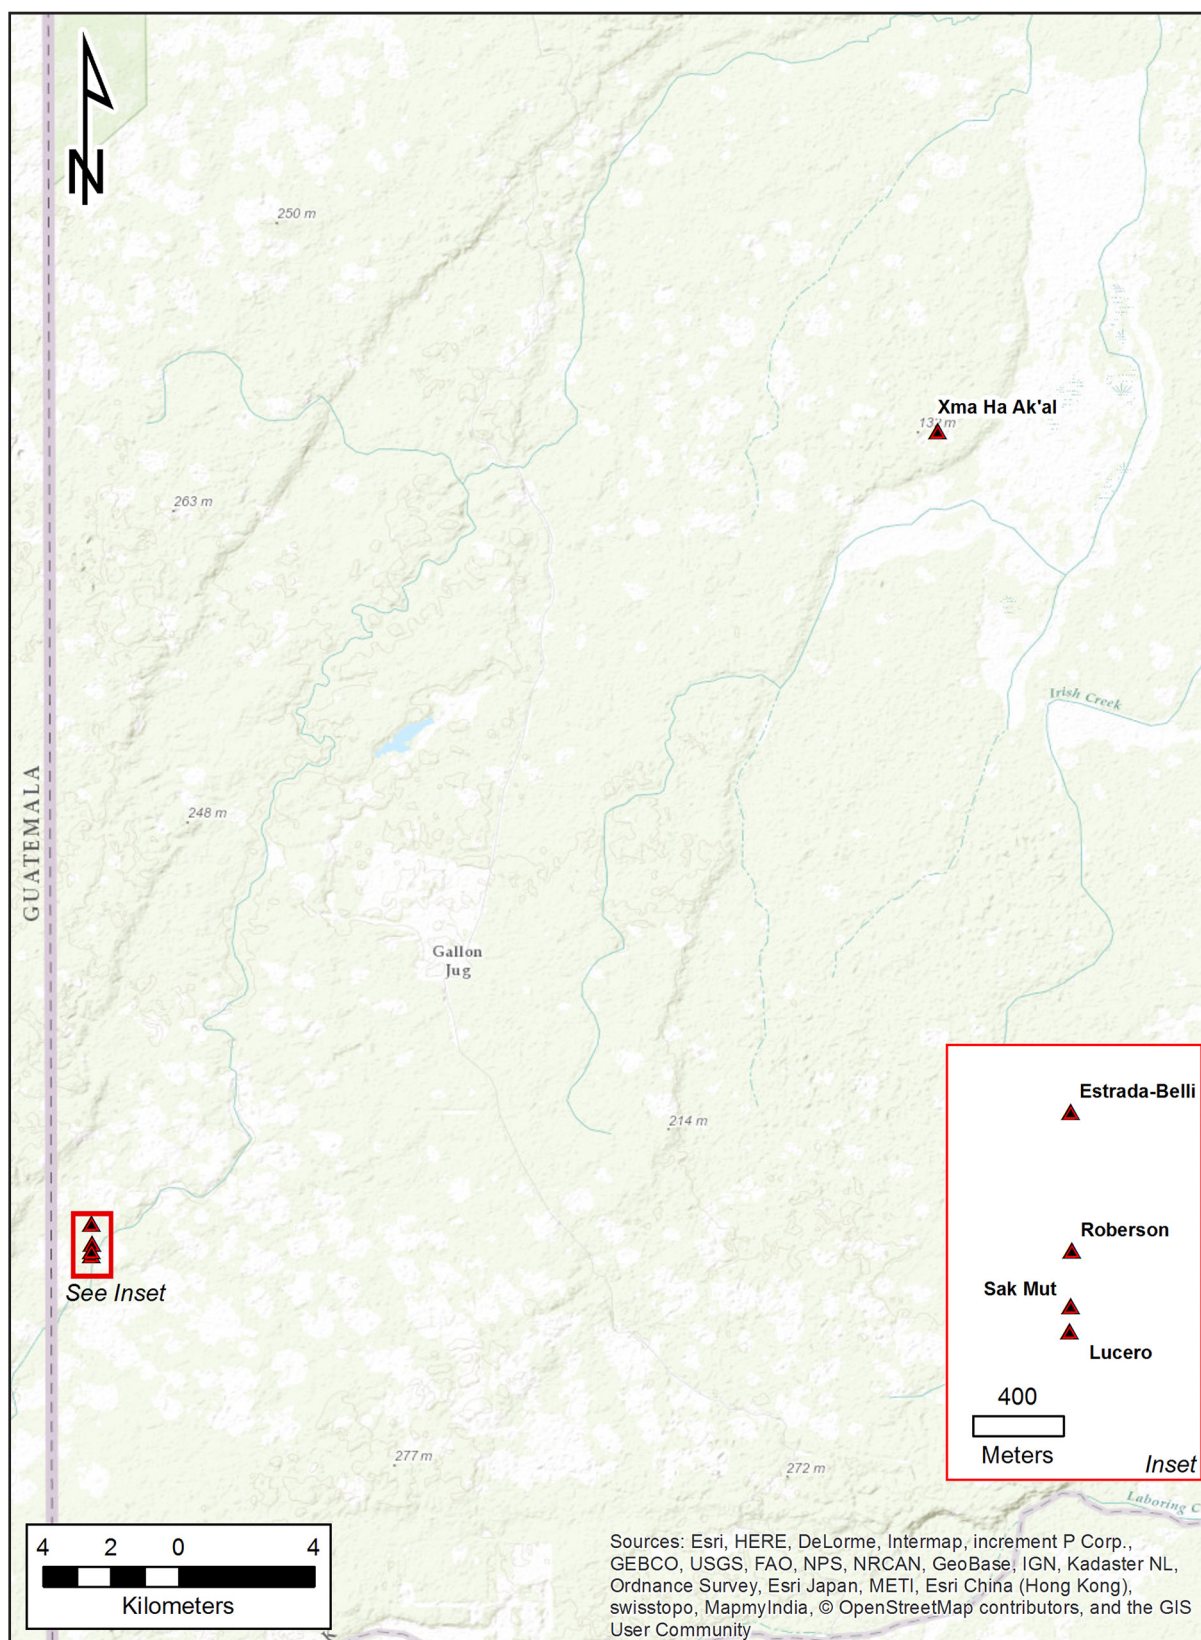 N
250 m
Xma Ha Ak'al
263 m
Irish Creek
248 m
GUATEMALA
Gallon
Jug
Estrada-Belli
214 m
Roberson
Sak Mut
See Inset
Lucero
400
Meters
277 m
272 m
Inset
Laboring C
4 2 0 4
Kilometers
Sources: Esri, HERE, DeLorme, Intermap, increment P Corp.,
GEBCO, USGS, FAO, NPS, NRCAN, GeoBase, IGN, Kadaster NL,
Ordnance Survey, Esri Japan, METI, Esri China (Hong Kong),
swisstopo, MapmyIndia, © OpenStreetMap contributors, and the GIS
User Community